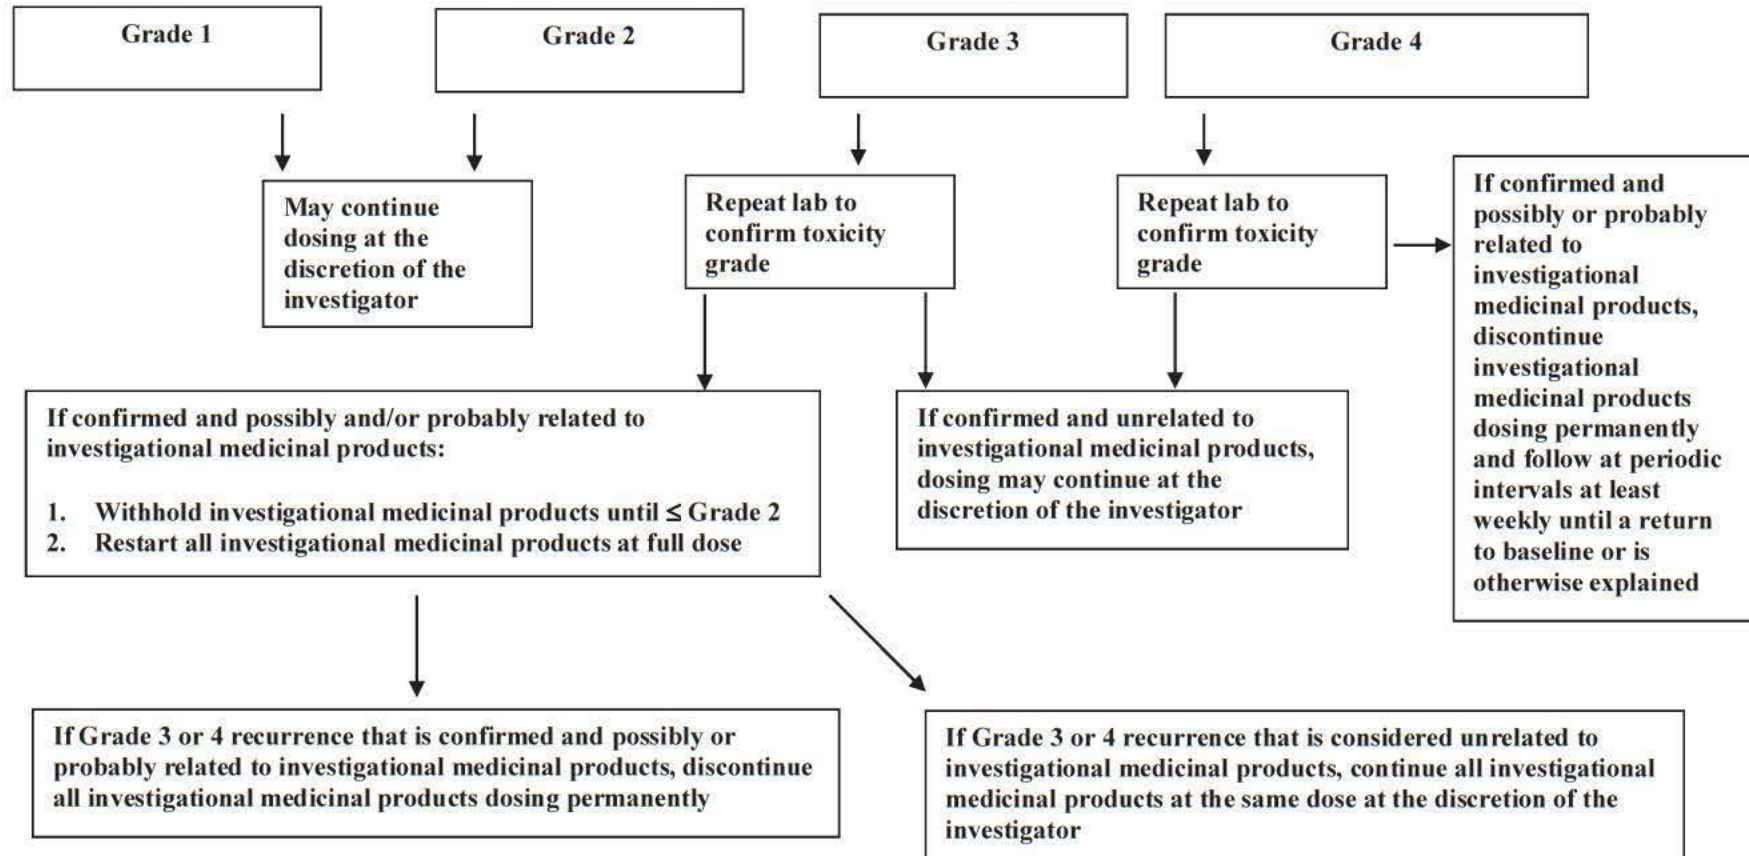 Grade 1
Grade 2
Grade 3
Grade 4
May continue
dosing at the
discretion of the
investigator
Repeat lab to
confirm toxicity
grade
Repeat lab to
confirm toxicity
grade
If confirmed and
possibly or probably
related to
investigational
medicinal products,
discontinue
investigational
medicinal products
dosing permanently
and follow at periodic
intervals at least
weekly until a return
to baseline or is
otherwise explained
If confirmed and possibly and/or probably related to
investigational medicinal products:
1. Withhold investigational medicinal products until ≤ Grade 2
2. Restart all investigational medicinal products at full dose
If confirmed and unrelated to
investigational medicinal products,
dosing may continue at the
discretion of the investigator
If Grade 3 or 4 recurrence that is confirmed and possibly or
probably related to investigational medicinal products, discontinue
all investigational medicinal products dosing permanently
If Grade 3 or 4 recurrence that is considered unrelated to
investigational medicinal products, continue all investigational
medicinal products at the same dose at the discretion of the
investigator